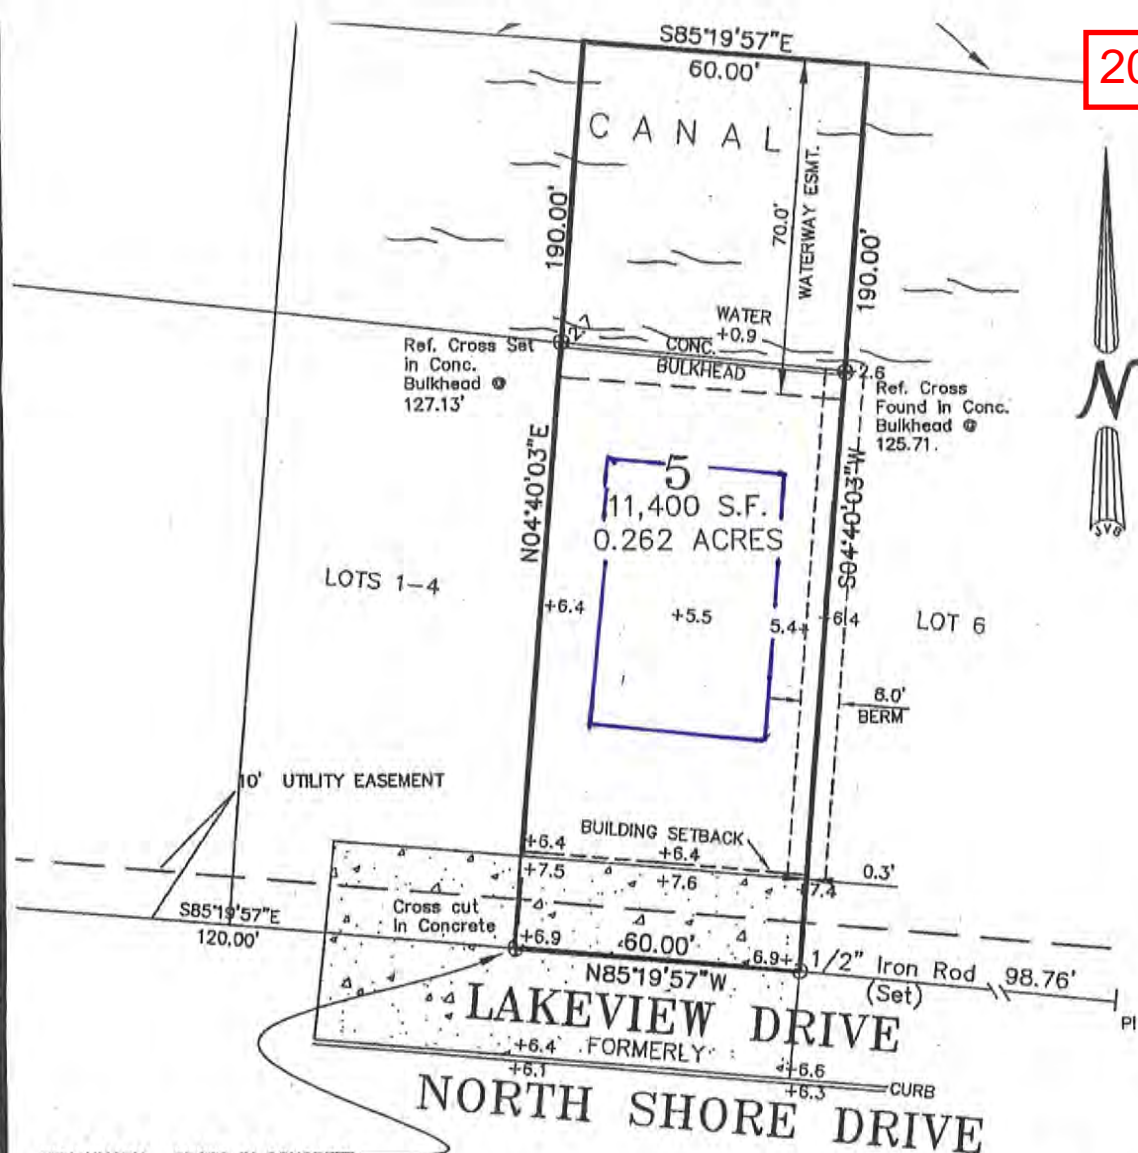 S85°19'57"E
60.00'
20
CANAL
WATERWAY ESMT.
70.0'
190.00'
190.00'
WATER
+0.9
2.7
CONC.
BULKHEAD
2.6
Ref. Cross Set
in Conc.
Bulkhead @
127.13'
Ref. Cross
Found in Conc.
Bulkhead @
125.71.
N
JVB
N04°40'03"E
S04°40'03"W
5
11,400 S.F.
0.262 ACRES
LOTS 1-4
+6.4
+5.5
5.4+
+6.4
LOT 6
8.0'
BERM
10' UTILITY EASEMENT
BUILDING SETBACK
+6.4
+6.4
+7.5
+7.6
7.4
0.3'
S85°19'57"E
120.00'
Cross cut
in Concrete
+6.9
60.00'
6.9+
1/2" Iron Rod
(Set)
98.76'
PI
N85°19'57"W
LAKEVIEW DRIVE
+6.4
FORMERLY
+6.6
+6.1
+6.3
CURB
NORTH SHORE DRIVE